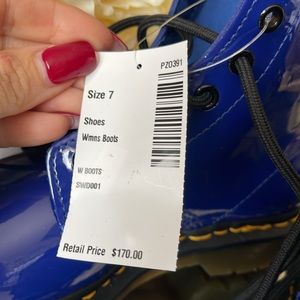 PZ0391
Size 7
Shoes
Wmns Boots
W BOOTS
SWD001
Retail Price $170.00